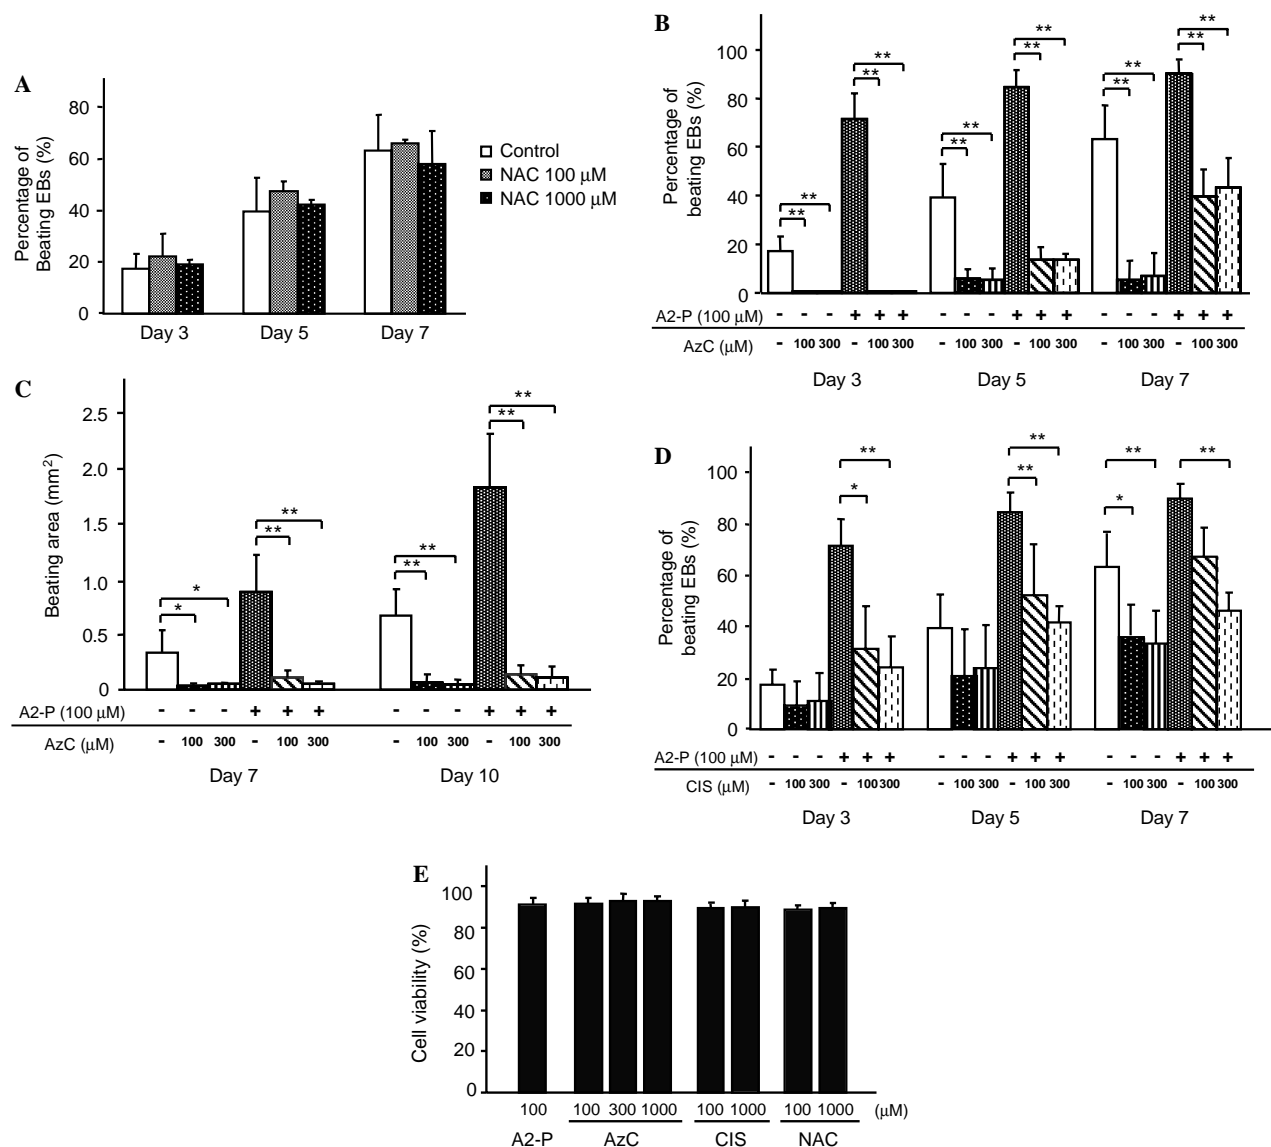 A
Percentage of
Beating EBs (%)
80
60
40
20
0
Day 3 Day 5 Day 7
Control
NAC 100 μM
NAC 1000 μM
B
Percentage of
beating EBs (%)
100
80
60
40
20
0
** ** ** ** ** ** ** ** ** ** ** **
A2-P (100 μM) - - - + + + - - - + + + - - - + + +
AzC (μM) - 100 300 - 100 300 - 100 300 - 100 300 - 100 300 - 100 300
Day 3 Day 5 Day 7
C
Beating area (mm2)
2.5
2.0
1.5
1.0
0.5
0
* * ** ** ** ** ** **
A2-P (100 μM) - - - + + + - - - + + +
AzC (μM) - 100 300 - 100 300 - 100 300 - 100 300
Day 7 Day 10
D
Percentage of
beating EBs (%)
100
80
60
40
20
0
* ** ** ** * ** **
A2-P (100 μM) - - - + + + - - - + + + - - - + + +
CIS (μM) - 100 300 - 100 300 - 100 300 - 100 300 - 100 300 - 100 300
Day 3 Day 5 Day 7
E
Cell viability (%)
100
80
60
40
20
0
100 100 300 1000 100 1000 100 1000 (μM)
A2-P AzC CIS NAC